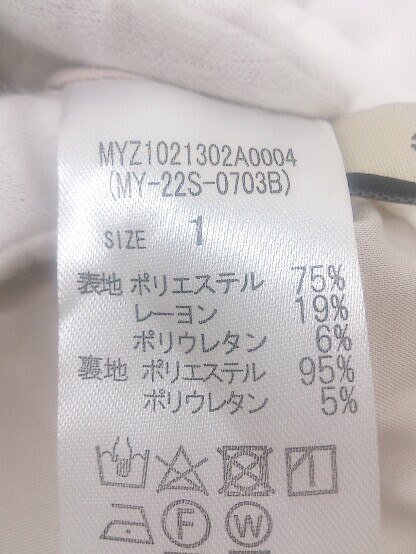 MYZ1021302A0004
(MY-22S-0703B)
SIZE 1
表地 ポリエステル 75%
レーヨン 19%
ポリウレタン 6%
裏地 ポリエステル 95%
ポリウレタン 5%
F W